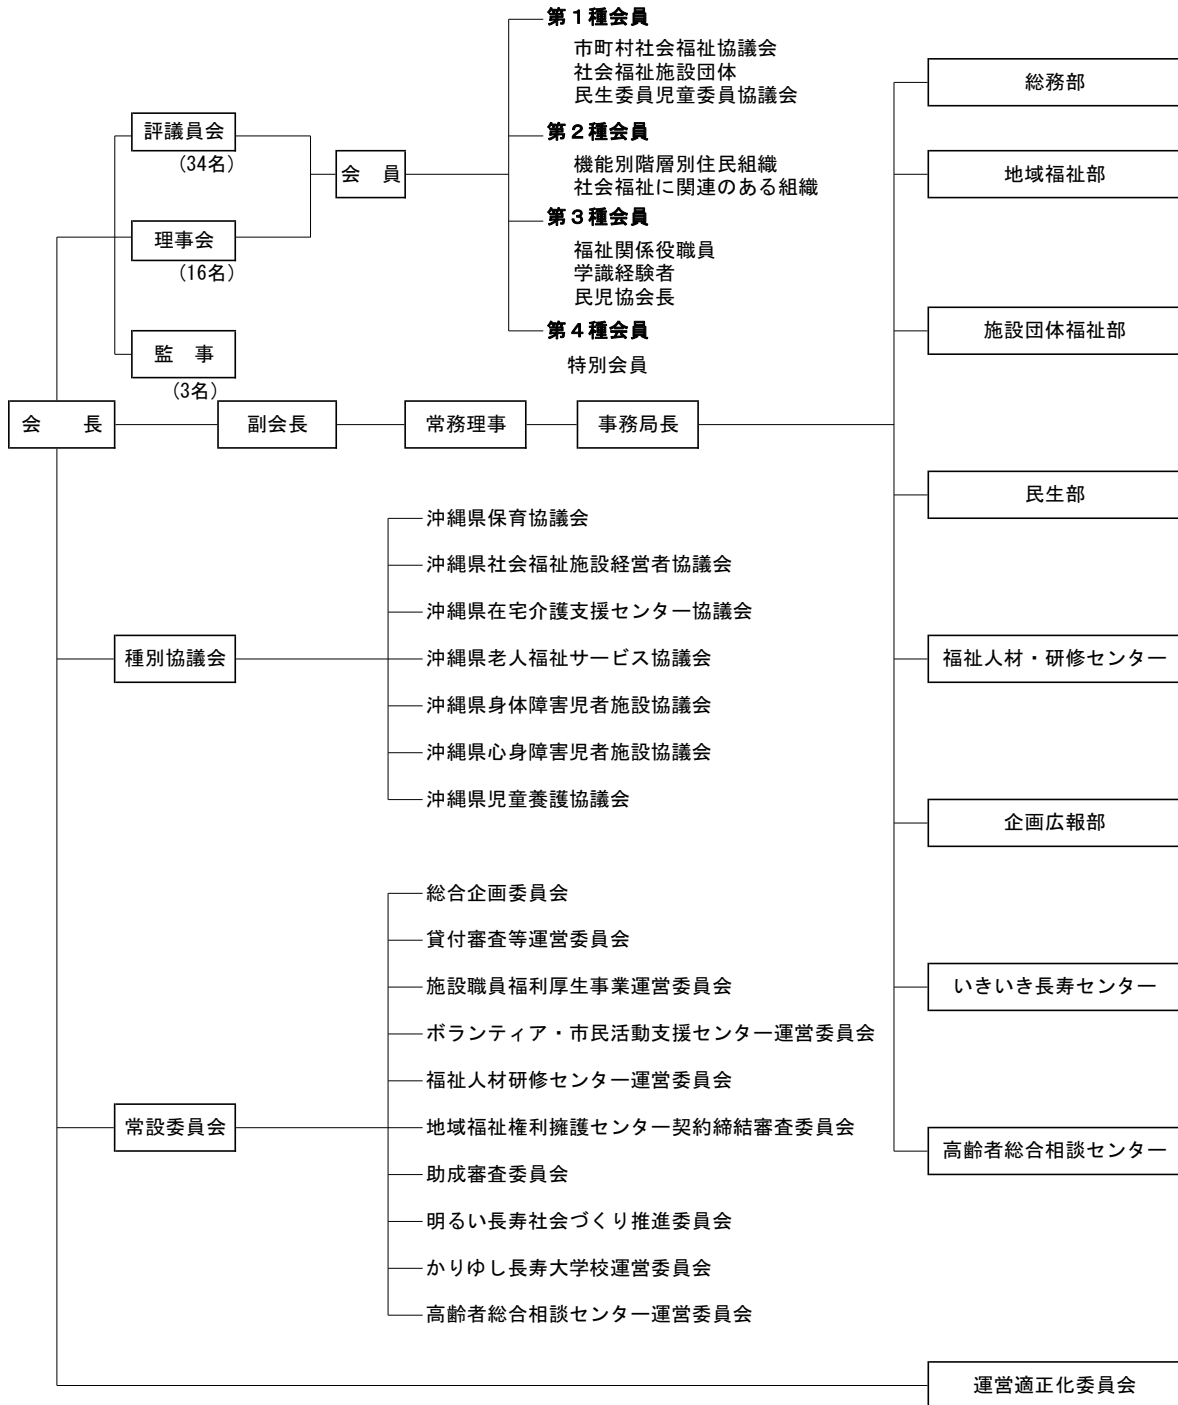 第１種会員
市町村社会福祉協議会
社会福祉施設団体
民生委員児童委員協議会
第２種会員
機能別階層別住民組織
社会福祉に関連のある組織
第３種会員
福祉関係役職員
学識経験者
民児協会長
第４種会員
特別会員
評議員会
(34名)
会　員
理事会
(16名)
監　事
(3名)
会　　長
副会長
常務理事
事務局長
総務部
地域福祉部
施設団体福祉部
民生部
福祉人材・研修センター
企画広報部
いきいき長寿センター
高齢者総合相談センター
種別協議会
沖縄県保育協議会
沖縄県社会福祉施設経営者協議会
沖縄県在宅介護支援センター協議会
沖縄県老人福祉サービス協議会
沖縄県身体障害児者施設協議会
沖縄県心身障害児者施設協議会
沖縄県児童養護協議会
常設委員会
総合企画委員会
貸付審査等運営委員会
施設職員福利厚生事業運営委員会
ボランティア・市民活動支援センター運営委員会
福祉人材研修センター運営委員会
地域福祉権利擁護センター契約締結審査委員会
助成審査委員会
明るい長寿社会づくり推進委員会
かりゆし長寿大学校運営委員会
高齢者総合相談センター運営委員会
運営適正化委員会